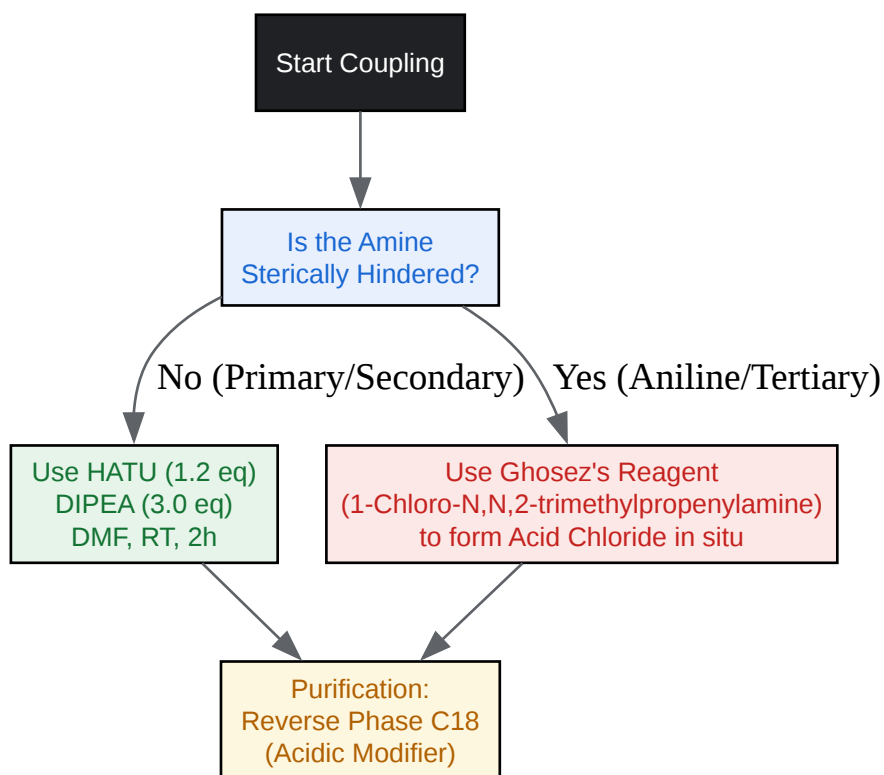 Start Coupling
Is the Amine
Sterically Hindered?
No (Primary/Secondary)
Yes (Aniline/Tertiary)
Use HATU (1.2 eq)
DIPEA (3.0 eq)
DMF, RT, 2h
Use Ghosez's Reagent
(1-Chloro-N,N,2-trimethylpropenylamine)
to form Acid Chloride in situ
Purification:
Reverse Phase C18
(Acidic Modifier)